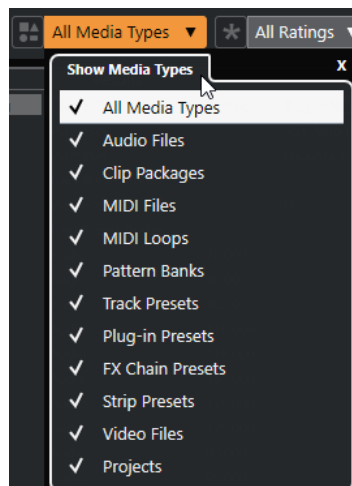 All Media Types All Ratings
Show Media Types x
All Media Types
Audio Files
Clip Packages
MIDI Files
MIDI Loops
Pattern Banks
Track Presets
Plug-in Presets
FX Chain Presets
Strip Presets
Video Files
Projects